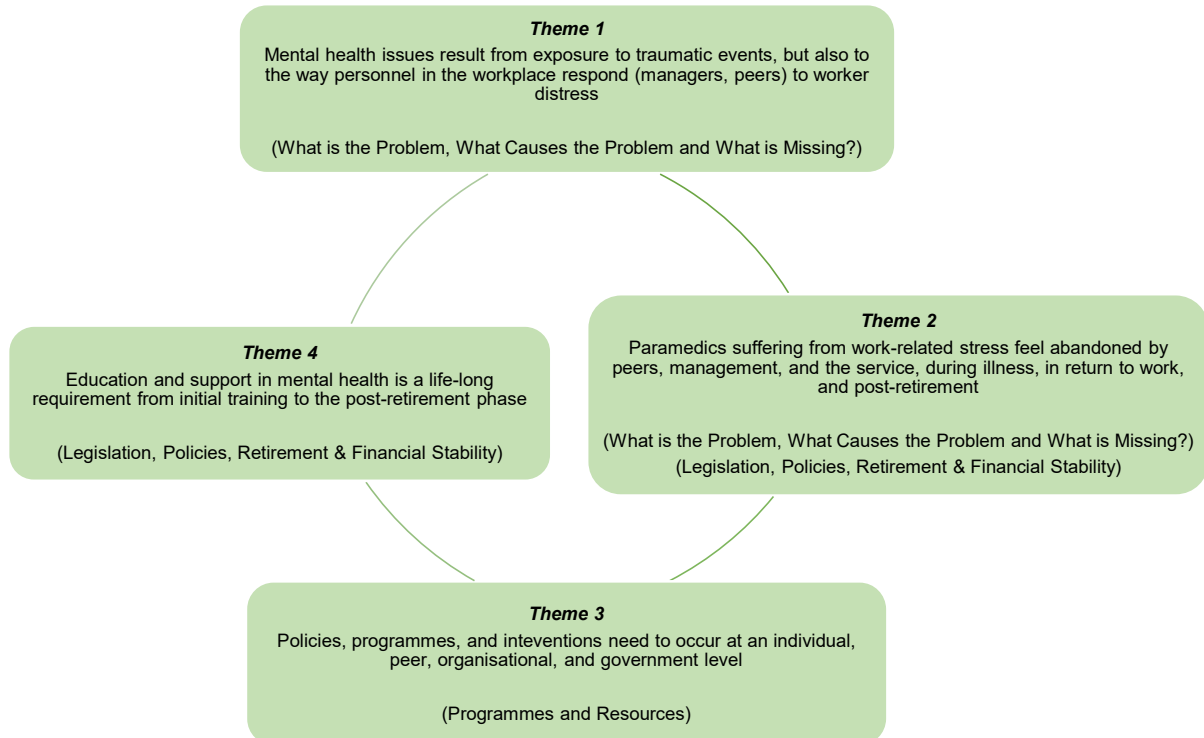 Theme 1
Mental health issues result from exposure to traumatic events, but also to
the way personnel in the workplace respond (managers, peers) to worker
distress
(What is the Problem, What Causes the Problem and What is Missing?)
Theme 2
Paramedics suffering from work-related stress feel abandoned by
peers, management, and the service, during illness, in return to work,
and post-retirement
(What is the Problem, What Causes the Problem and What is Missing?)
(Legislation, Policies, Retirement & Financial Stability)
Theme 3
Policies, programmes, and inteventions need to occur at an individual,
peer, organisational, and government level
(Programmes and Resources)
Theme 4
Education and support in mental health is a life-long
requirement from initial training to the post-retirement phase
(Legislation, Policies, Retirement & Financial Stability)